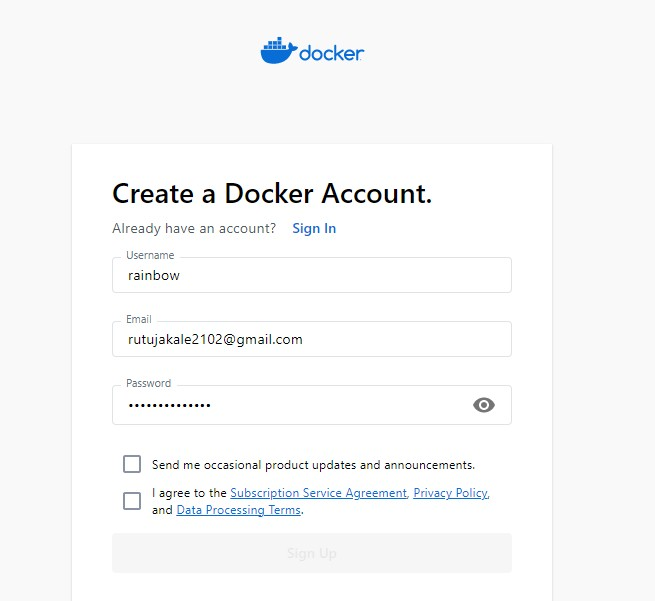 docker
Create a Docker Account.
Already have an account? Sign In
Username
rainbow
Email
rutujakale2102@gmail.com
Password
••••••••••••••
Send me occasional product updates and announcements.
I agree to the Subscription Service Agreement, Privacy Policy,
and Data Processing Terms.
Sign Up